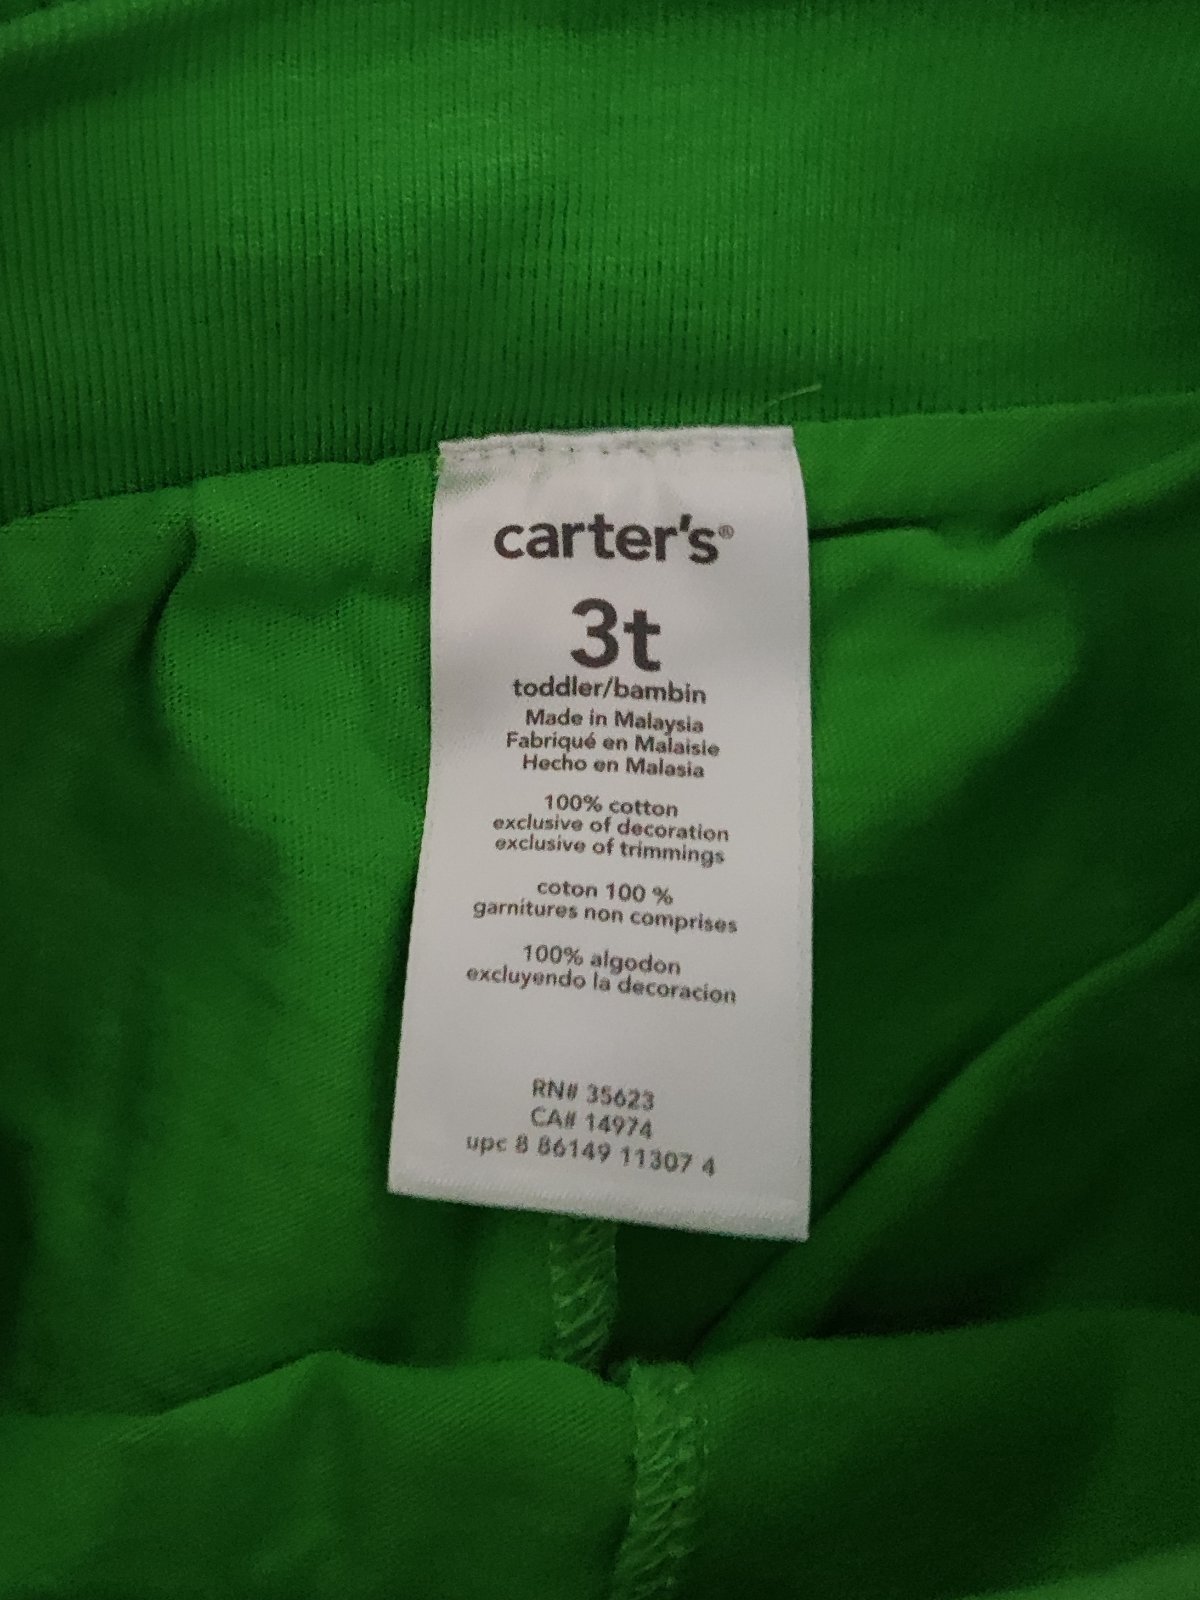 carter's®
3t
toddler/bambin
Made in Malaysia
Fabriqué en Malaisie
Hecho en Malasia
100% cotton
exclusive of decoration
exclusive of trimmings
coton 100 %
garnitures non comprises
100% algodon
excluyendo la decoracion
RN# 35623
CA# 14974
upc 8 86149 11307 4